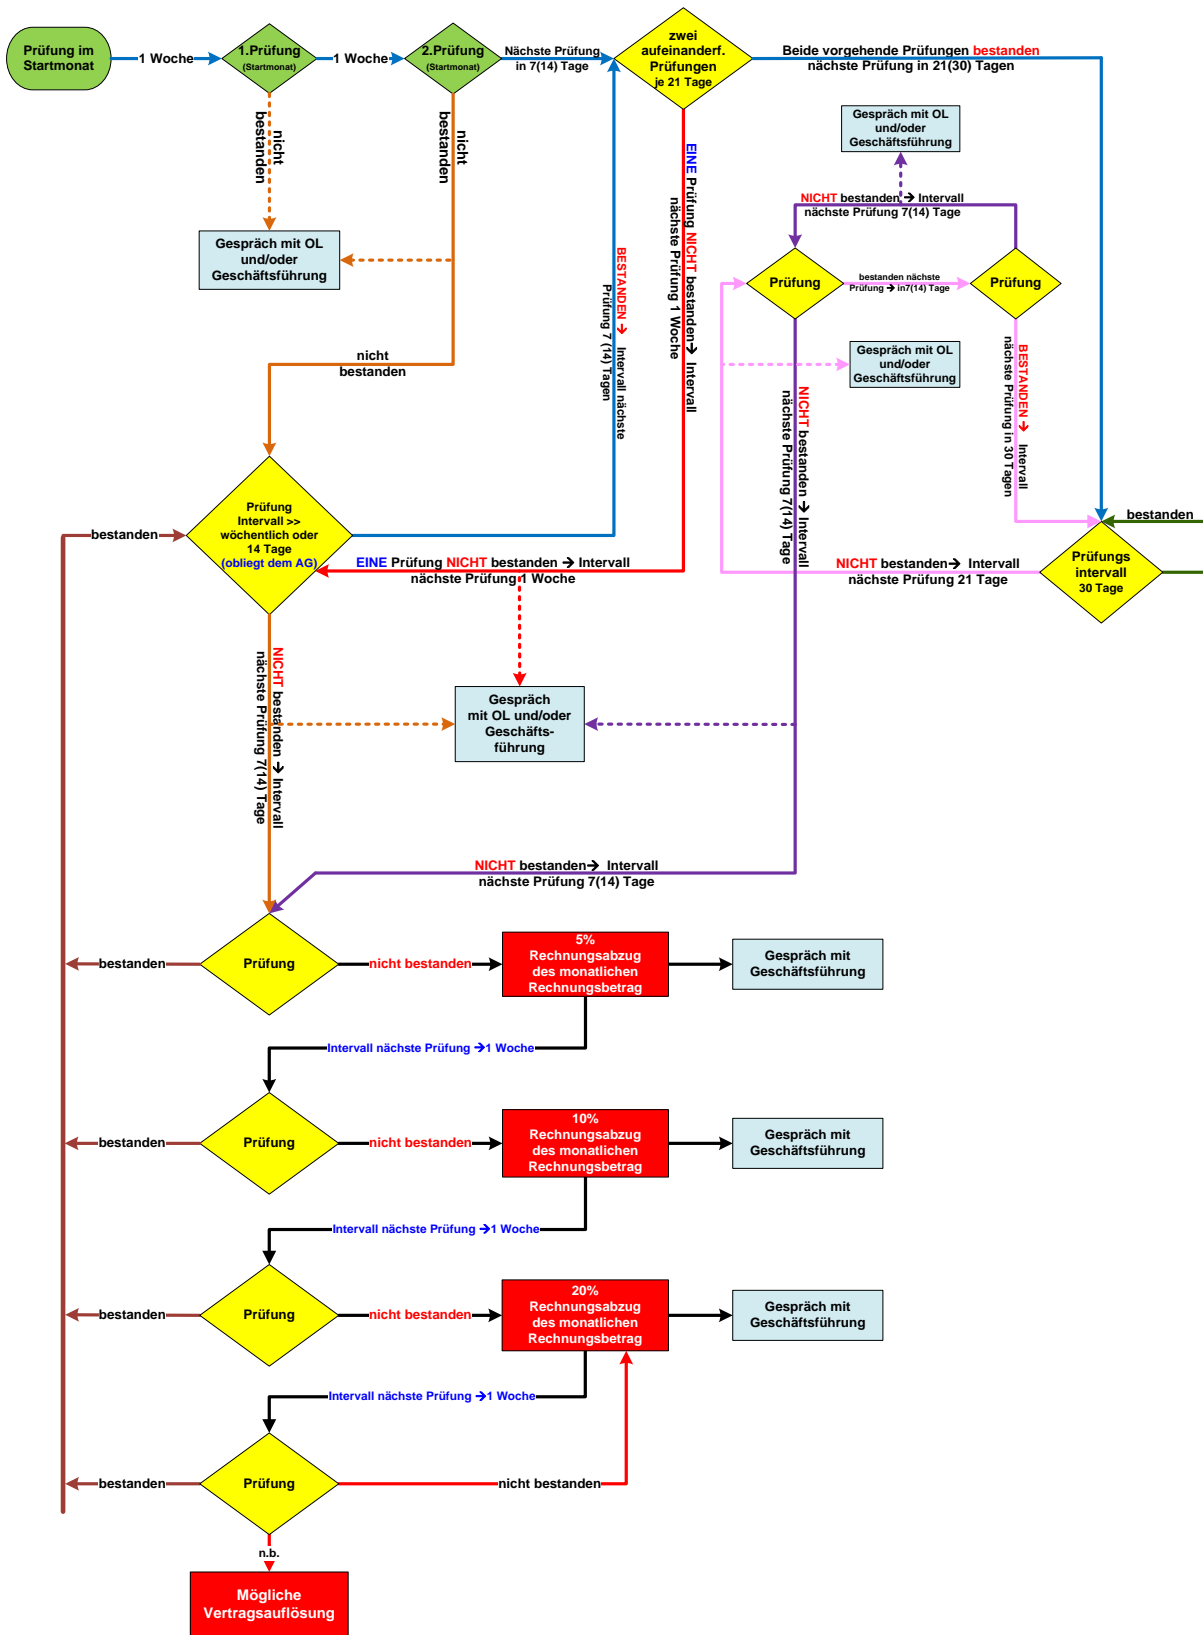 Prüfung im
Startmonat
1 Woche
1.Prüfung
(Startmonat)
1 Woche
2.Prüfung
(Startmonat)
Nächste Prüfung
in 7(14) Tage
zwei
aufeinanderf.
Prüfungen
je 21 Tage
Beide vorgehende Prüfungen bestanden
nächste Prüfung in 21(30) Tagen
nicht
bestanden
nicht
bestanden
Gespräch mit OL
und/oder
Geschäftsführung
Gespräch mit OL
und/oder
Geschäftsführung
EINE Prüfung NICHT bestanden→ Intervall
nächste Prüfung 1 Woche
NICHT bestanden → Intervall
nächste Prüfung 7(14) Tage
BESTANDEN → Intervall nächste
Prüfung 7 (14) Tagen
Prüfung
bestanden nächste
Prüfung → in7(14) Tage
Prüfung
Gespräch mit OL
und/oder
Geschäftsführung
BESTANDEN → Intervall
nächste Prüfung in 30 Tagen
nicht
bestanden
NICHT bestanden → Intervall
nächste Prüfung 7(14) Tage
Prüfung
Intervall >>
wöchentlich oder
14 Tage
(obliegt dem AG)
bestanden
EINE Prüfung NICHT bestanden → Intervall
nächste Prüfung 1 Woche
NICHT bestanden→ Intervall
nächste Prüfung 21 Tage
Prüfungs
intervall
30 Tage
bestanden
NICHT bestanden → Intervall
nächste Prüfung 7(14) Tage
Gespräch
mit OL und/oder
Geschäfts-
führung
NICHT bestanden→ Intervall
nächste Prüfung 7(14) Tage
bestanden
Prüfung
nicht bestanden
5%
Rechnungsabzug
des monatlichen
Rechnungsbetrag
Gespräch mit
Geschäftsführung
Intervall nächste Prüfung →1 Woche
bestanden
Prüfung
nicht bestanden
10%
Rechnungsabzug
des monatlichen
Rechnungsbetrag
Gespräch mit
Geschäftsführung
Intervall nächste Prüfung →1 Woche
bestanden
Prüfung
nicht bestanden
20%
Rechnungsabzug
des monatlichen
Rechnungsbetrag
Gespräch mit
Geschäftsführung
Intervall nächste Prüfung →1 Woche
bestanden
Prüfung
nicht bestanden
n.b.
Mögliche
Vertragsauflösung